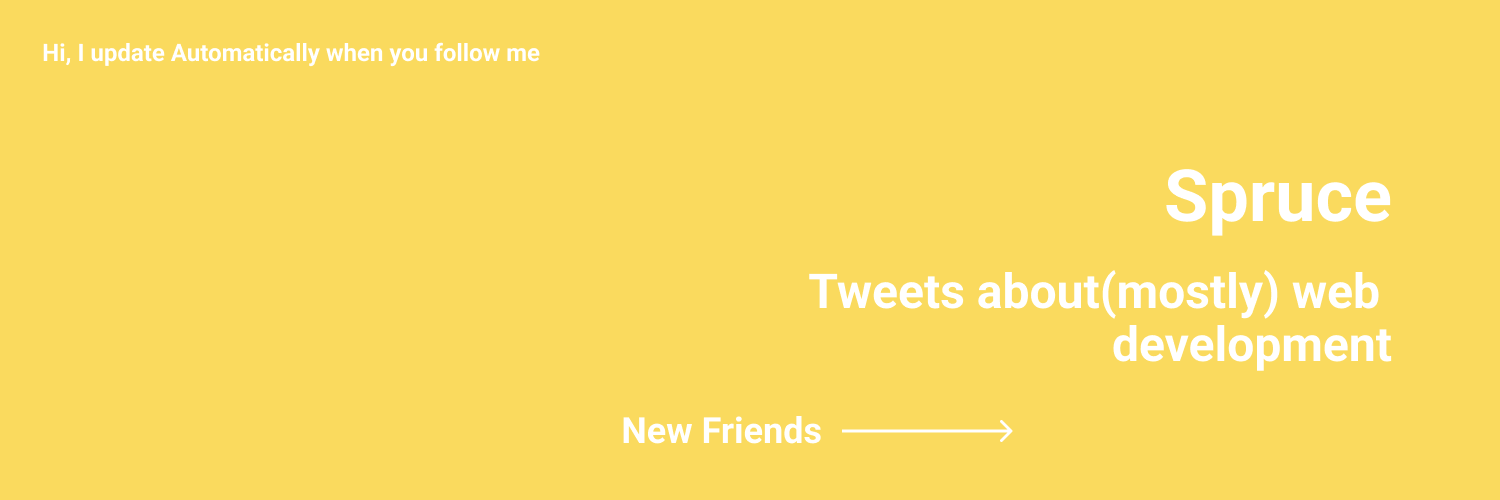 Hi, I update Automatically when you follow me
Spruce
Tweets about(mostly) web
development
New Friends